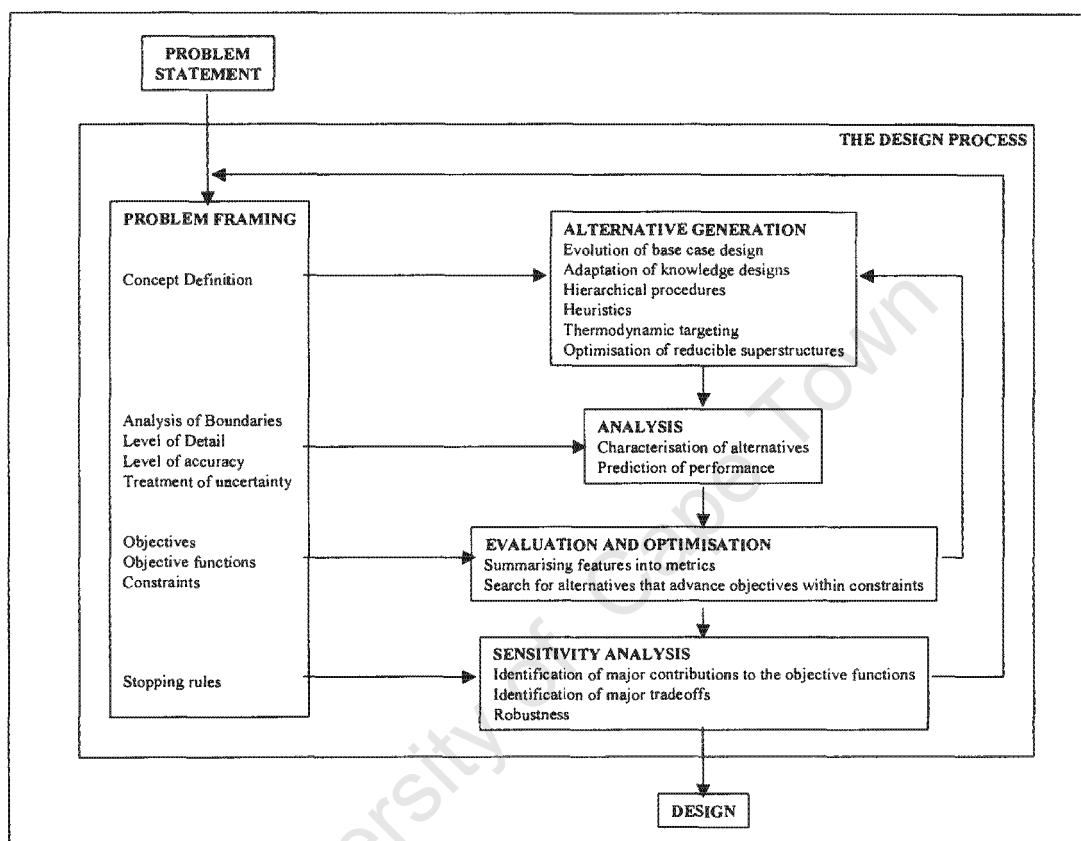 PROBLEM
STATEMENT
THE DESIGN PROCESS
PROBLEM FRAMING
Concept Definition
Analysis of Boundaries
Level of Detail
Level of accuracy
Treatment of uncertainty
Objectives
Objective functions
Constraints
Stopping rules
ALTERNATIVE GENERATION
Evolution of base case design
Adaptation of knowledge designs
Hierarchical procedures
Heuristics
Thermodynamic targeting
Optimisation of reducible superstructures
ANALYSIS
Characterisation of alternatives
Prediction of performance
EVALUATION AND OPTIMISATION
Summarising features into metrics
Search for alternatives that advance objectives within constraints
SENSITIVITY ANALYSIS
Identification of major contributions to the objective functions
Identification of major tradeoffs
Robustness
DESIGN
ersity of Cape Town